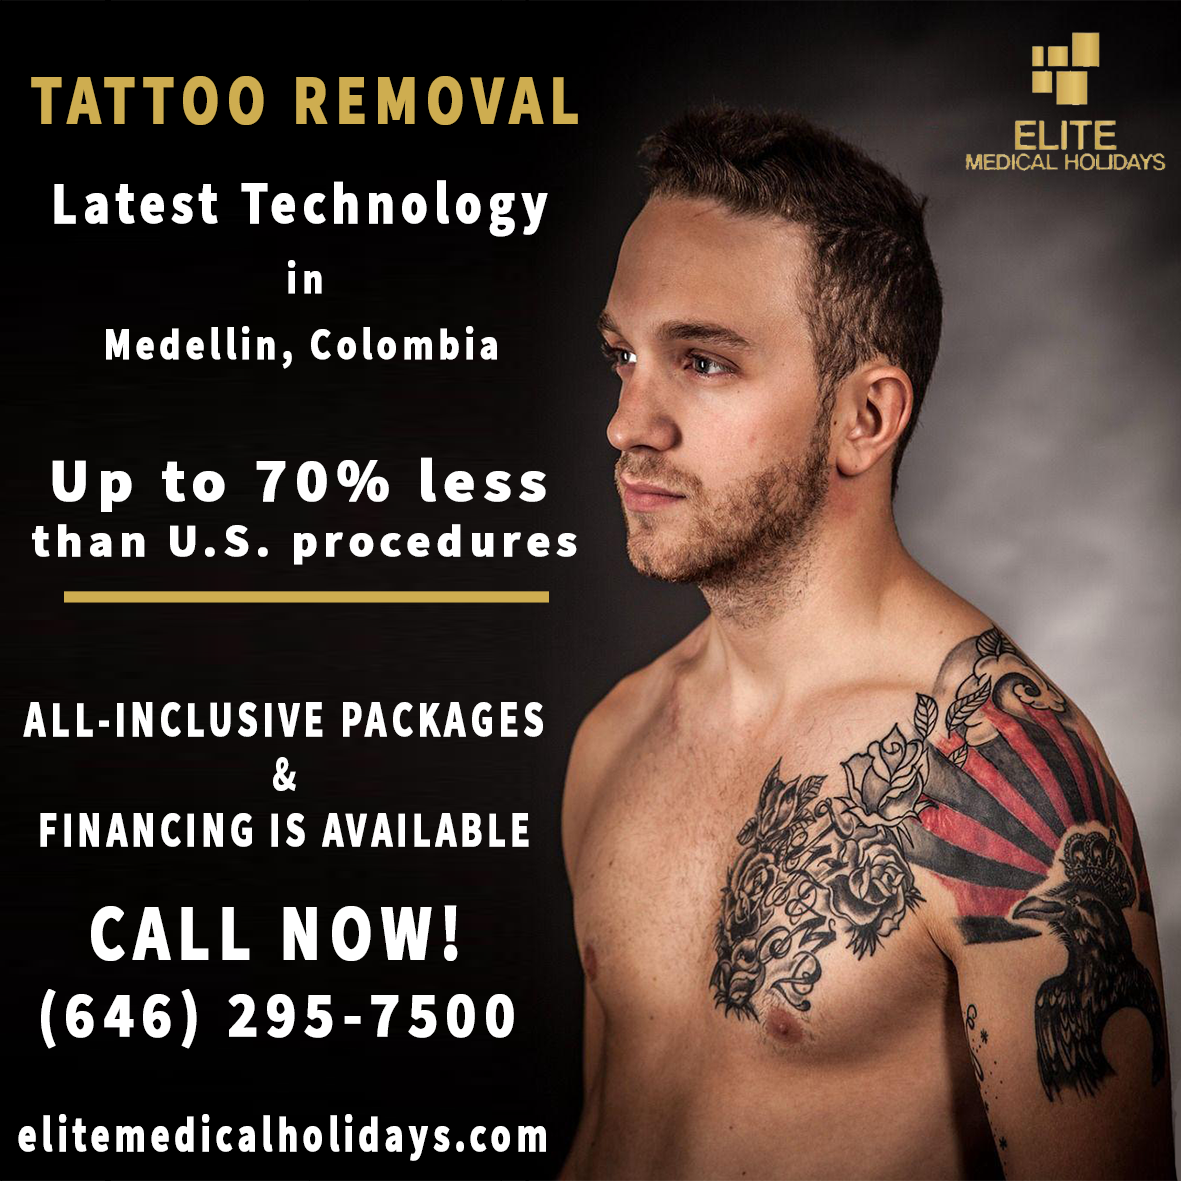 TATTOO REMOVAL
ELITE
MEDICAL HOLIDAYS
Latest Technology
in
Medellin, Colombia
Up to 70% less
than U.S. procedures
ALL-INCLUSIVE PACKAGES
&
FINANCING IS AVAILABLE
CALL NOW!
(646) 295-7500
elitemedicalholidays.com